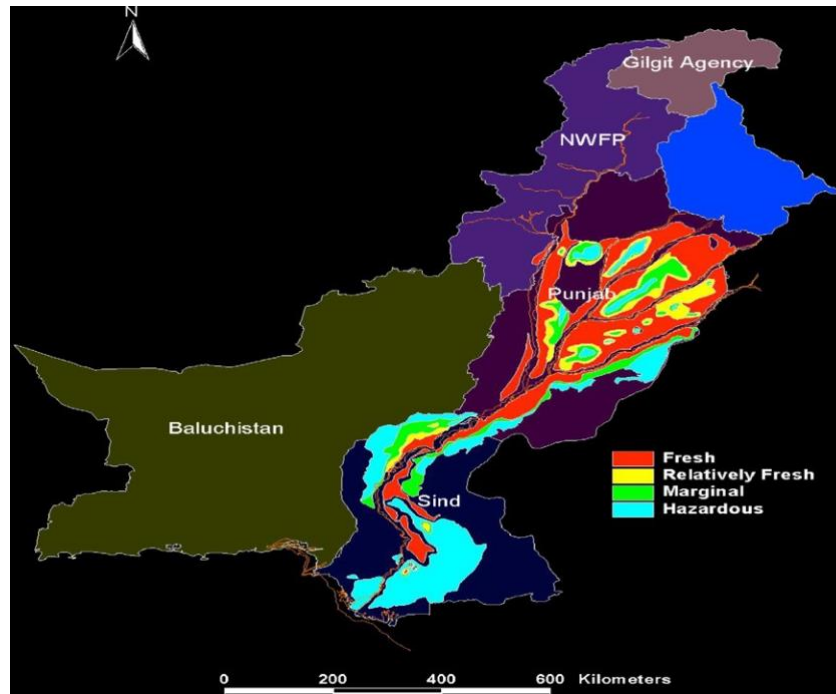 N
Gilgit Agency
NWFP
Punjab
Baluchistan
Fresh
Relatively Fresh
Marginal
Hazardous
Sind
0 200 400 600 Kilometers